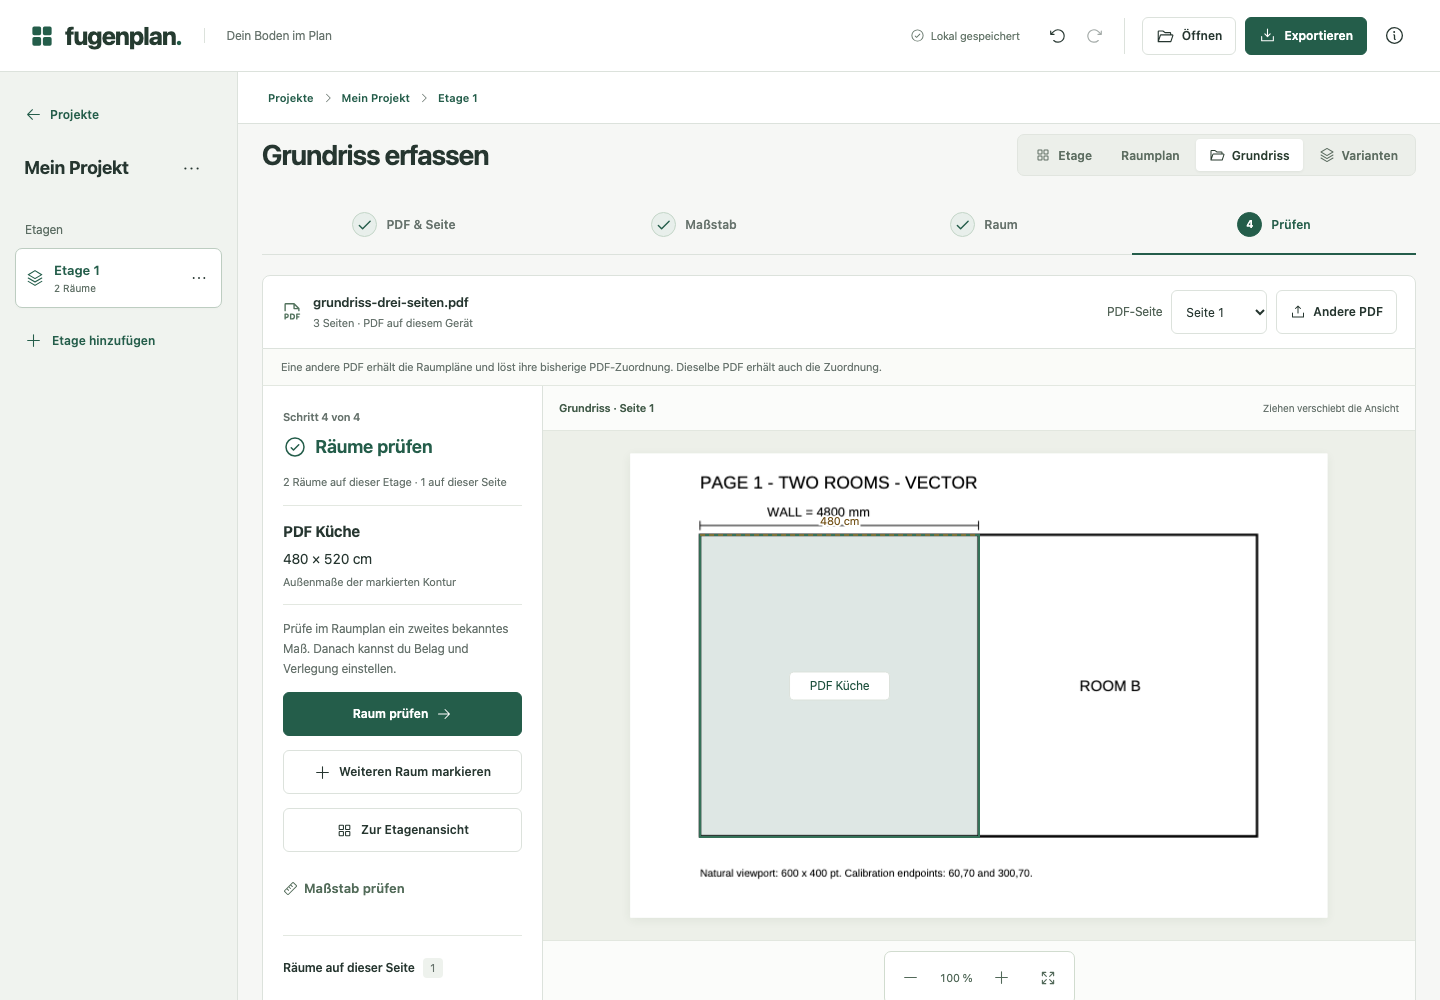 fugenplan.
Dein Boden im Plan
Lokal gespeichert
Öffnen
Exportieren
Projekte
Mein Projekt
Etagen
Etage 1
2 Räume
Etage hinzufügen
Projekte
Mein Projekt
Etage 1
Grundriss erfassen
Etage
Raumplan
Grundriss
Varianten
PDF & Seite
Maßstab
Raum
4 Prüfen
PDF
grundriss-drei-seiten.pdf
3 Seiten · PDF auf diesem Gerät
PDF-Seite
Seite 1
Andere PDF
Eine andere PDF erhält die Raumpläne und löst ihre bisherige PDF-Zuordnung. Dieselbe PDF erhält auch die Zuordnung.
Schritt 4 von 4
Räume prüfen
2 Räume auf dieser Etage · 1 auf dieser Seite
PDF Küche
480 × 520 cm
Außenmaße der markierten Kontur
Prüfe im Raumplan ein zweites bekanntes
Maß. Danach kannst du Belag und
Verlegung einstellen.
Raum prüfen
Weiteren Raum markieren
Zur Etagenansicht
Maßstab prüfen
Räume auf dieser Seite 1
Grundriss · Seite 1
Ziehen verschiebt die Ansicht
PAGE 1 - TWO ROOMS - VECTOR
WALL = 4800 mm
480 cm
PDF Küche
ROOM B
Natural viewport: 600 x 400 pt. Calibration endpoints: 60,70 and 300,70.
100 %